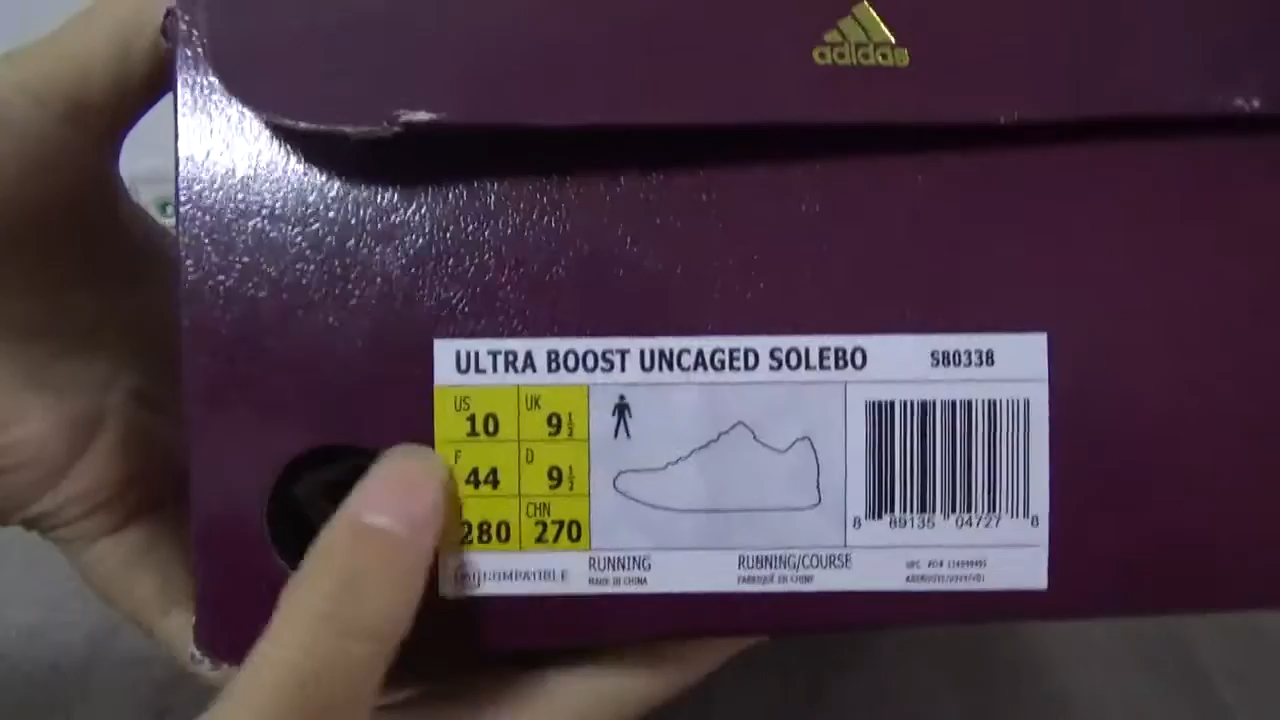 adidas
ULTRA BOOST UNCAGED SOLEBO S80338
US 10 UK 9½
F 44 D 9½
280 CHN 270
8 89135 04727 8
RUNNING RUNNING/COURSE
MADE IN CHINA FABRIQUÉ EN CHINE